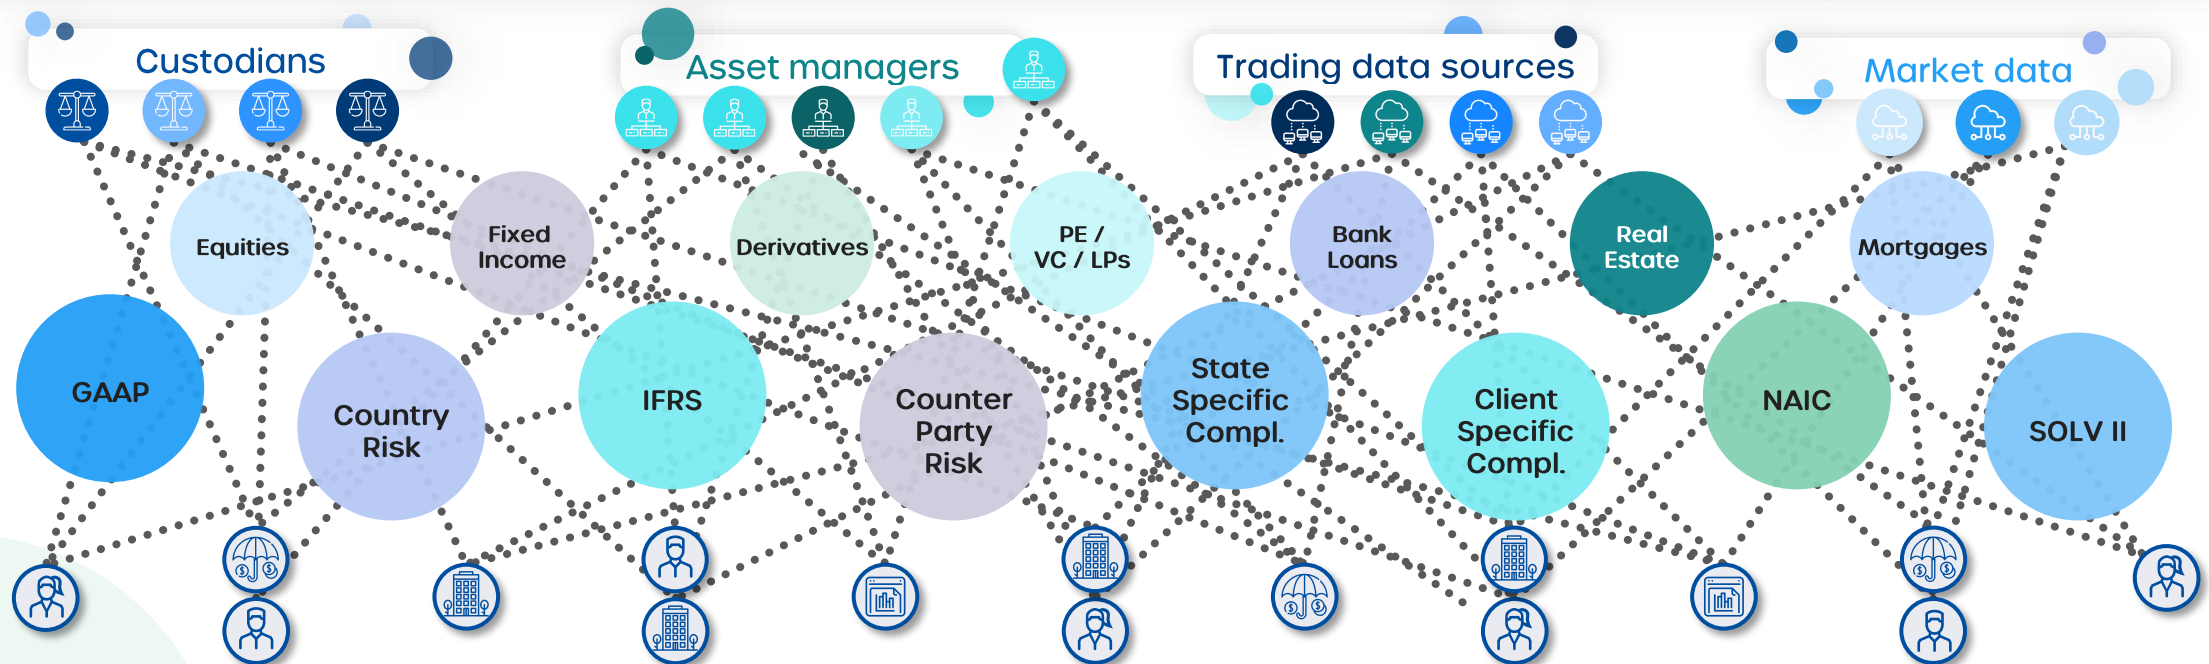 Custodians
Asset managers
Trading data sources
Market data
Equities
Fixed
Income
Derivatives
PE /
VC / LPs
Bank
Loans
Real
Estate
Mortgages
GAAP
Country
Risk
IFRS
Counter
Party
Risk
State
Specific
Compl.
Client
Specific
Compl.
NAIC
SOLV II